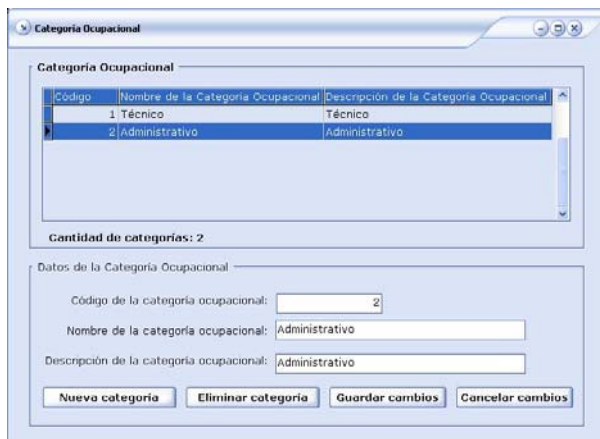 Categoría Ocupacional
Categoría Ocupacional
Código Nombre de la Categoría Ocupacional Descripción de la Categoría Ocupacional
1 Técnico Técnico
2 Administrativo Administrativo
Cantidad de categorías: 2
Datos de la Categoría Ocupacional
Código de la categoría ocupacional: 2
Nombre de la categoría ocupacional: Administrativo
Descripción de la categoría ocupacional: Administrativo
Nueva categoría Eliminar categoría Guardar cambios Cancelar cambios